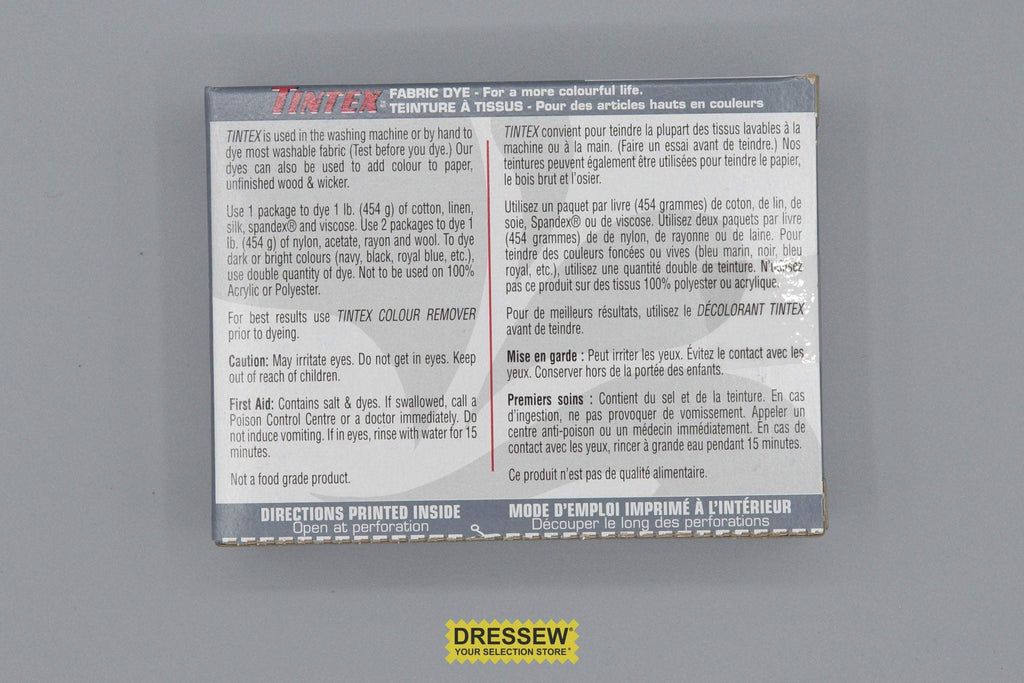 TINTEX FABRIC DYE - For a more colourful life.
TEINTURE À TISSUS - Pour des articles hauts en couleurs
TINTEX is used in the washing machine or by hand to
dye most washable fabric (Test before you dye.) Our
dyes can also be used to add colour to paper,
unfinished wood & wicker.
Use 1 package to dye 1 lb. (454 g) of cotton, linen,
silk, spandex® and viscose. Use 2 packages to dye 1
lb. (454 g) of nylon, acetate, rayon and wool. To dye
dark or bright colours (navy, black, royal blue, etc.),
use double quantity of dye. Not to be used on 100%
Acrylic or Polyester.
For best results use TINTEX COLOUR REMOVER
prior to dyeing.
Caution: May irritate eyes. Do not get in eyes. Keep
out of reach of children.
First Aid: Contains salt & dyes. If swallowed, call a
Poison Control Centre or a doctor immediately. Do
not induce vomiting. If in eyes, rinse with water for 15
minutes.
Not a food grade product.
TINTEX convient pour teindre la plupart des tissus lavables à la
machine ou à la main. (Faire un essai avant de teindre.) Nos
teintures peuvent également être utilisées pour teindre le papier,
le bois brut et l'osier.
Utilisez un paquet par livre (454 grammes) de coton, de lin, de
soie, Spandex® ou de viscose. Utilisez deux paquets par livre
(454 grammes) de de nylon, de rayonne ou de laine. Pour
teindre des couleurs foncées ou vives (bleu marin, noir, bleu
royal, etc.), utilisez une quantité double de teinture. N'utilisez
pas ce produit sur des tissus 100% polyester ou acrylique.
Pour de meilleurs résultats, utilisez le DÉCOLORANT TINTEX
avant de teindre.
Mise en garde : Peut irriter les yeux. Évitez le contact avec les
yeux. Conserver hors de la portée des enfants.
Premiers soins : Contient du sel et de la teinture. En cas
d'ingestion, ne pas provoquer de vomissement. Appeler un
centre anti-poison ou un médecin immédiatement. En cas de
contact avec les yeux, rincer à grande eau pendant 15 minutes.
Ce produit n'est pas de qualité alimentaire.
DIRECTIONS PRINTED INSIDE
Open at perforation
MODE D'EMPLOI IMPRIMÉ À L'INTÉRIEUR
Découper le long des perforations
DRESSEW®
YOUR SELECTION STORE®